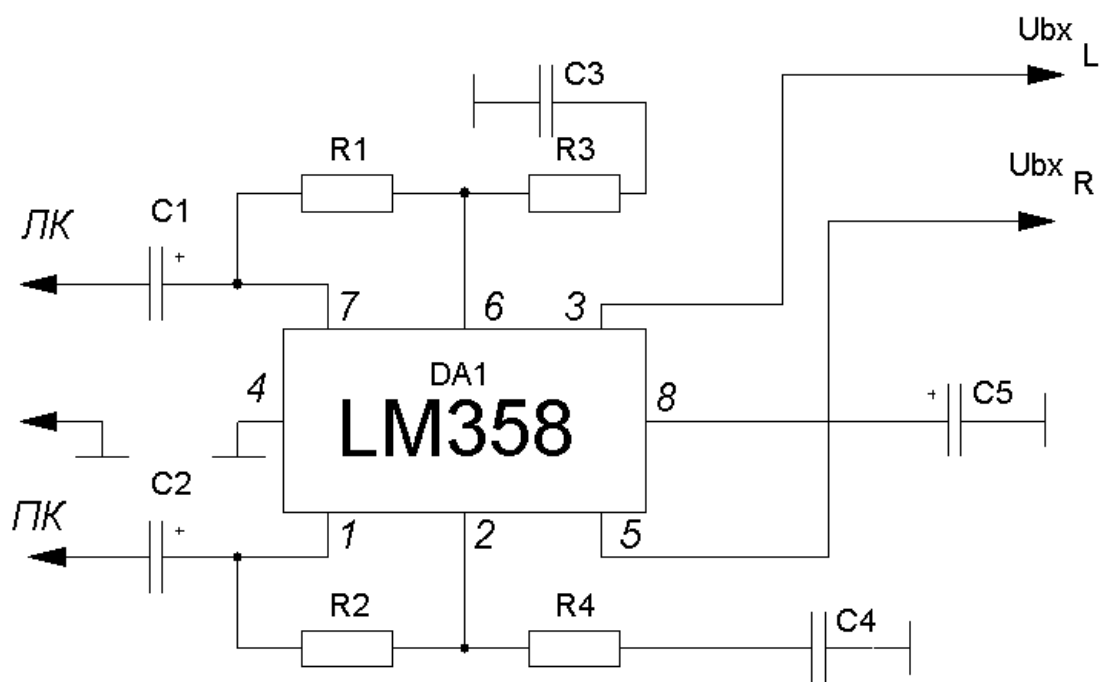 Ubx L
C3
R1
R3
Ubx R
C1
ЛК
+
7
6
3
DA1
4
LM358
8
+
C5
C2
ПК
+
1
2
5
R2
R4
C4